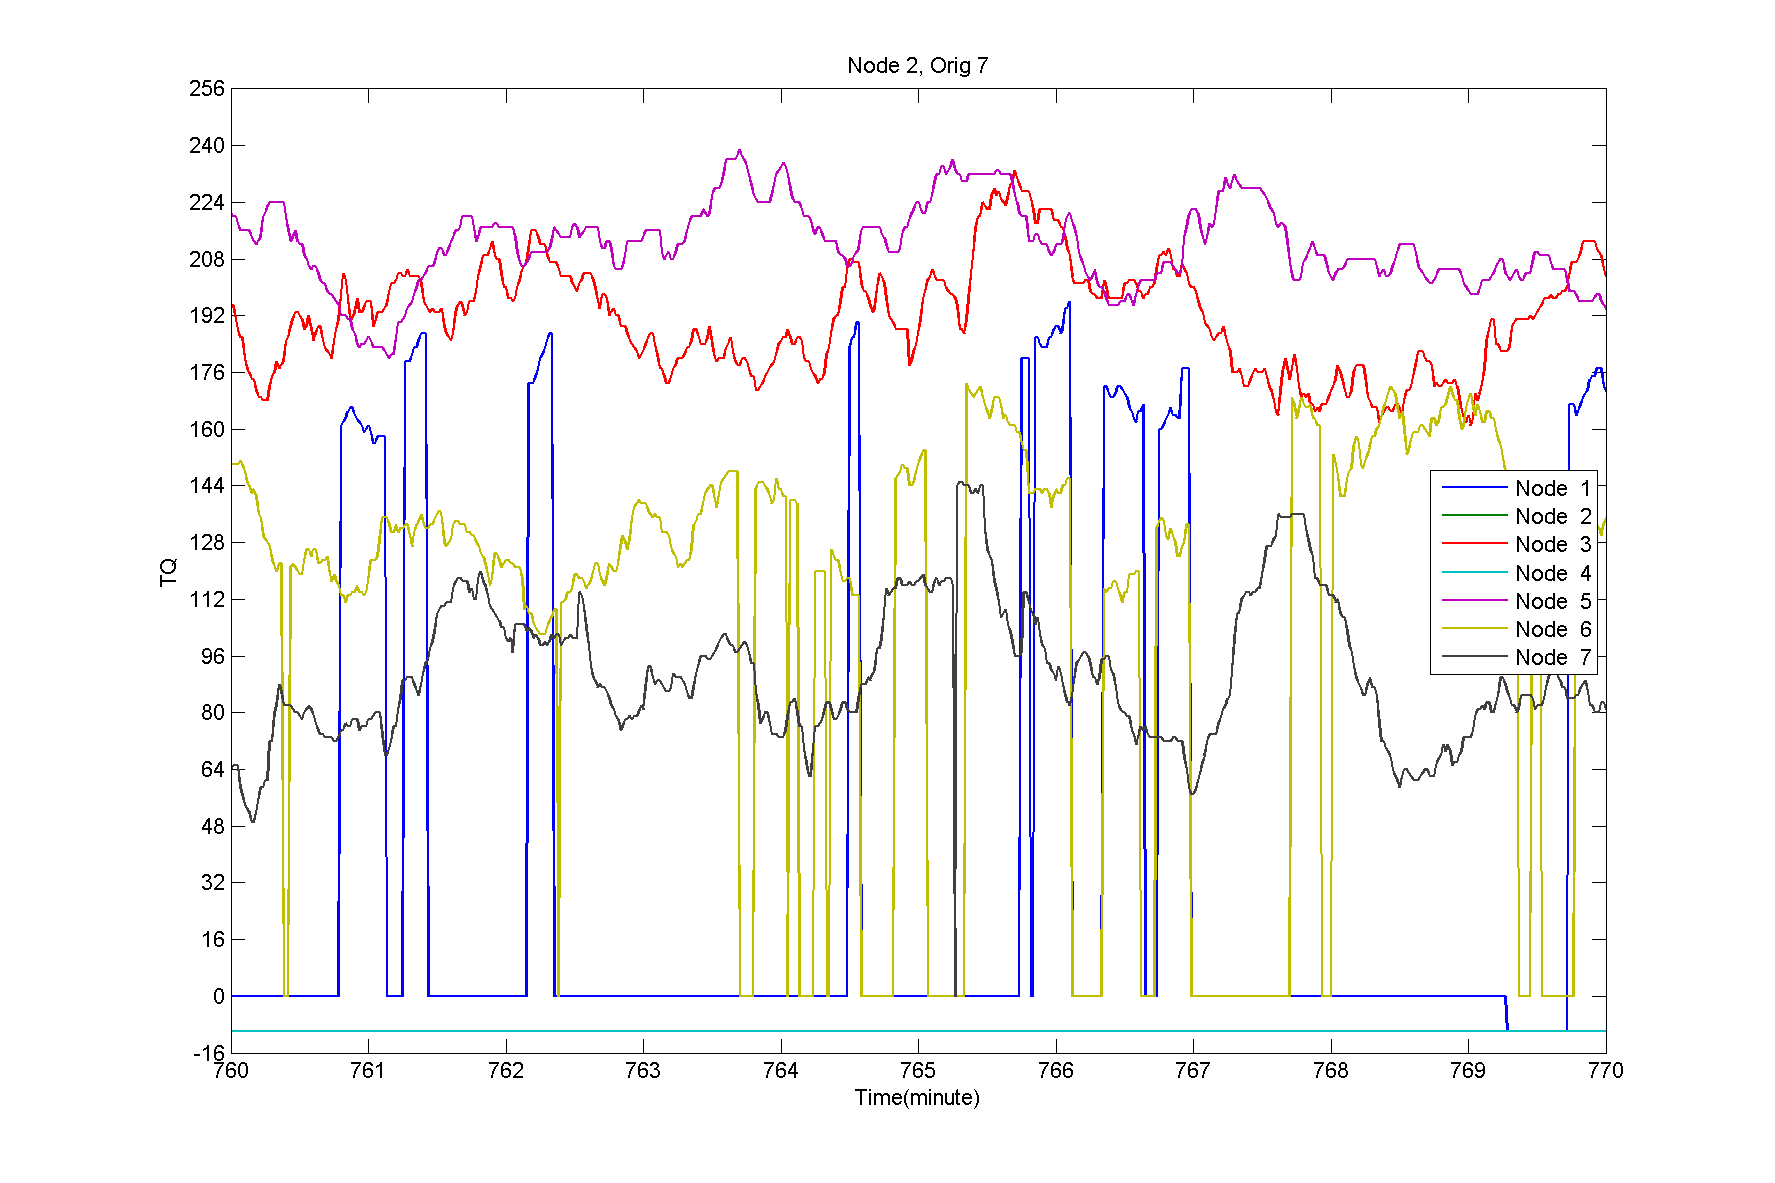 Node 2, Orig 7
256
240
224
208
192
176
160
144
128
112
96
80
64
48
32
16
0
-16
TQ
760 761 762 763 764 765 766 767 768 769 770
Time(minute)
Node 1
Node 2
Node 3
Node 4
Node 5
Node 6
Node 7